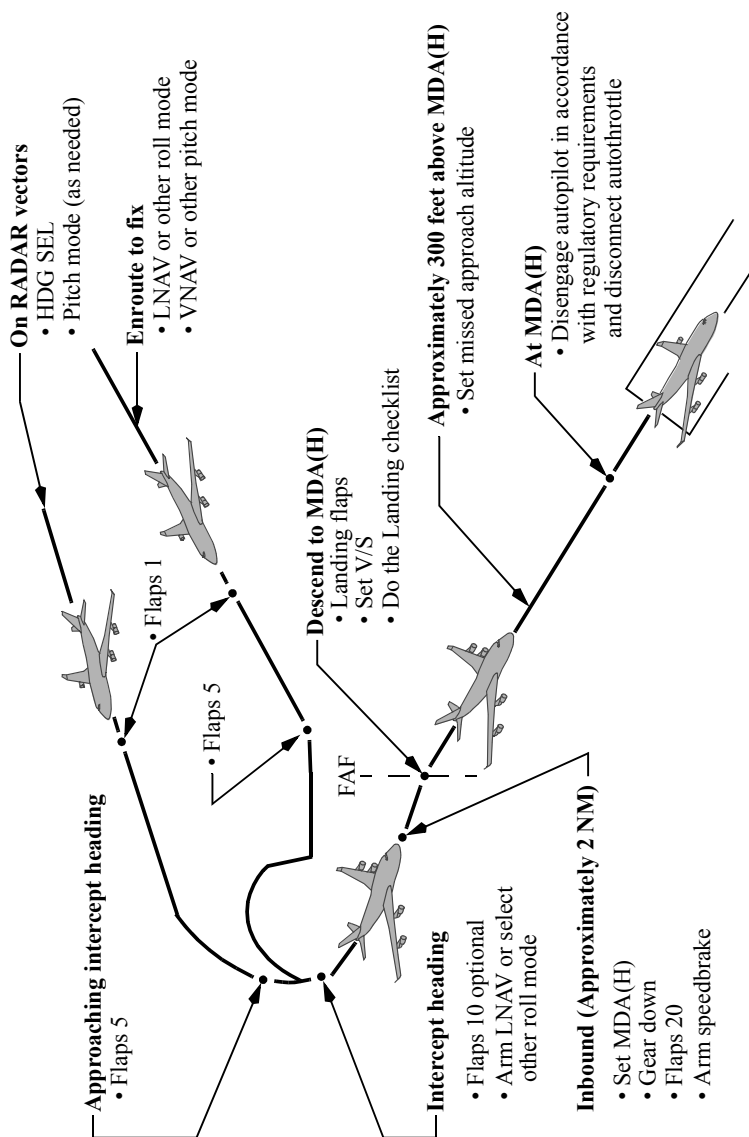 On RADAR vectors
• HDG SEL
• Pitch mode (as needed)
Enroute to fix
• LNAV or other roll mode
• VNAV or other pitch mode
• Flaps 1
Approaching intercept heading
• Flaps 5
• Flaps 5
Intercept heading
• Flaps 10 optional
• Arm LNAV or select
other roll mode
Inbound (Approximately 2 NM)
• Set MDA(H)
• Gear down
• Flaps 20
• Arm speedbrake
FAF
Descend to MDA(H)
• Landing flaps
• Set V/S
• Do the Landing checklist
Approximately 300 feet above MDA(H)
• Set missed approach altitude
At MDA(H)
• Disengage autopilot in accordance
with regulatory requirements
and disconnect autothrottle